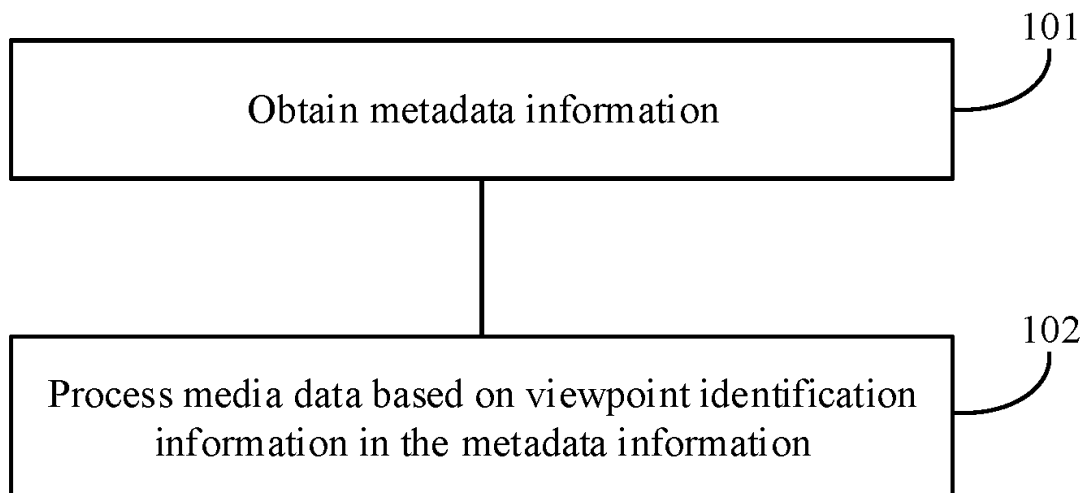 101
Obtain metadata information
102
Process media data based on viewpoint identification
information in the metadata information